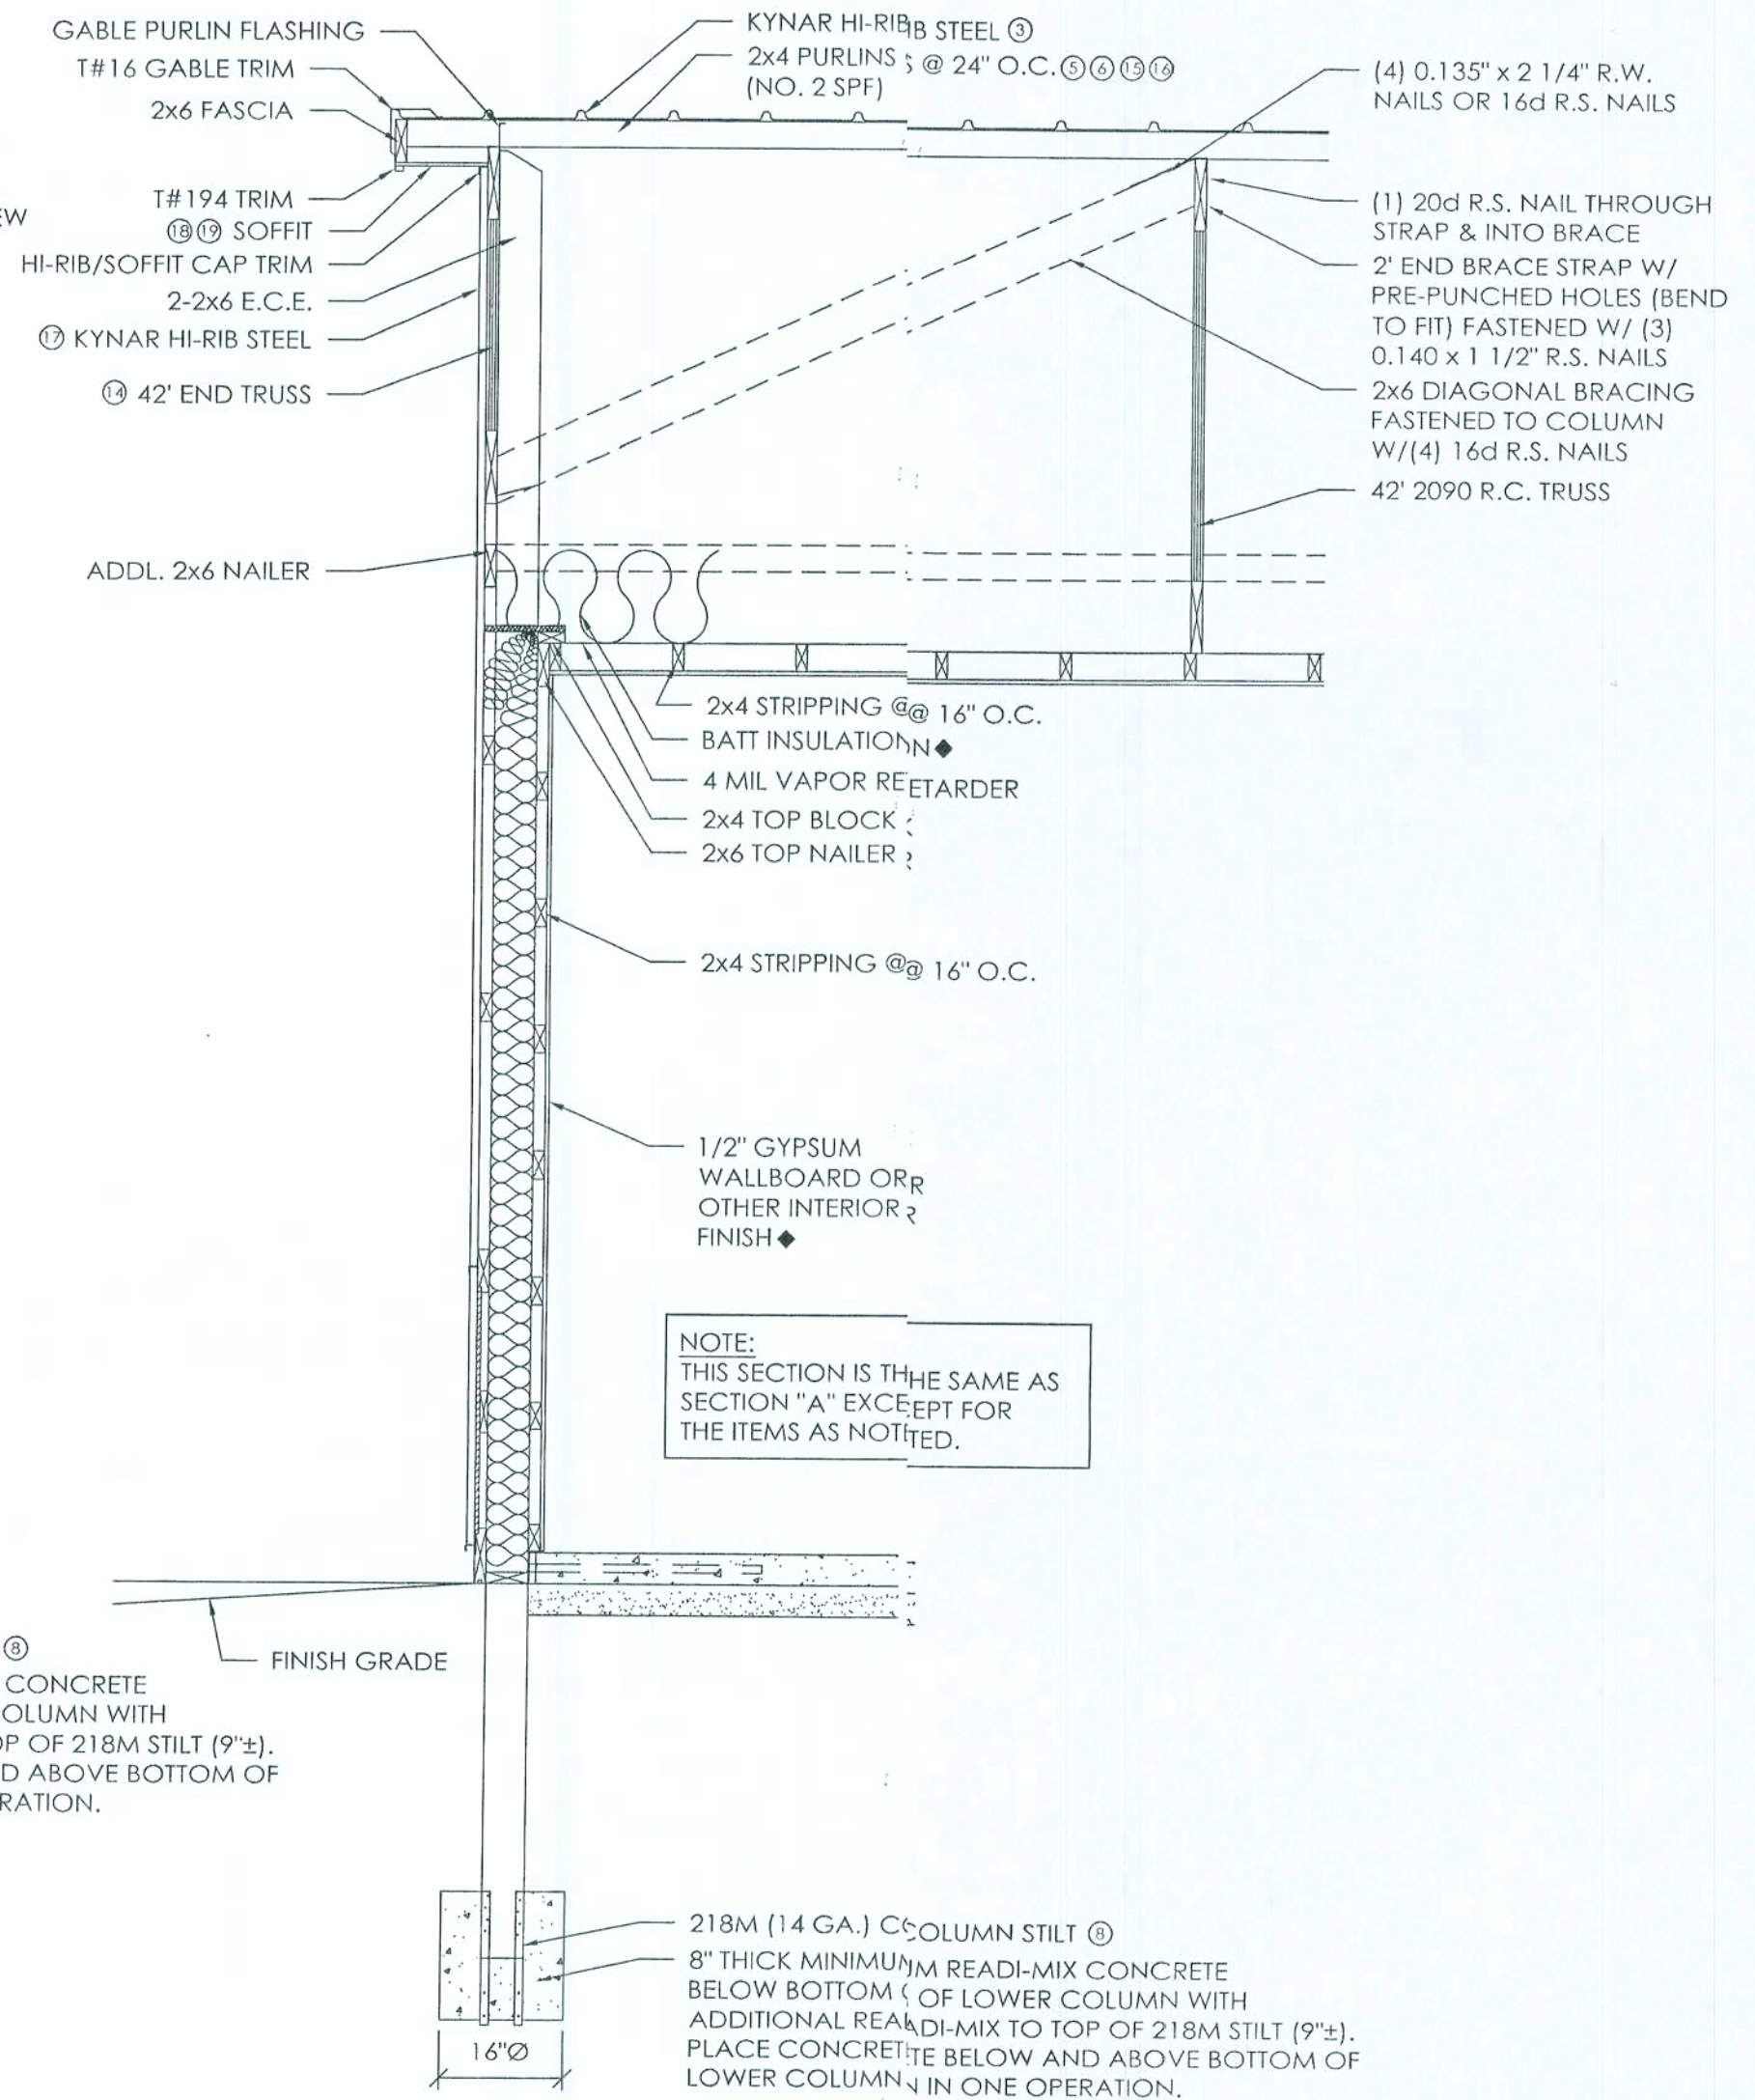 GABLE PURLIN FLASHING
T#16 GABLE TRIM
2x6 FASCIA
T#194 TRIM
⑱⑲ SOFFIT
HI-RIB/SOFFIT CAP TRIM
2-2x6 E.C.E.
⑰ KYNAR HI-RIB STEEL
⑭ 42' END TRUSS
ADDL. 2x6 NAILER
EW
KYNAR HI-RIB STEEL ③
2x4 PURLINS @ 24" O.C. ⑤⑥⑮⑯
(NO. 2 SPF)
(4) 0.135" x 2 1/4" R.W.
NAILS OR 16d R.S. NAILS
(1) 20d R.S. NAIL THROUGH
STRAP & INTO BRACE
2' END BRACE STRAP W/
PRE-PUNCHED HOLES (BEND
TO FIT) FASTENED W/ (3)
0.140 x 1 1/2" R.S. NAILS
2x6 DIAGONAL BRACING
FASTENED TO COLUMN
W/(4) 16d R.S. NAILS
42' 2090 R.C. TRUSS
2x4 STRIPPING @ 16" O.C.
BATT INSULATION ◆
4 MIL VAPOR RETARDER
2x4 TOP BLOCK
2x6 TOP NAILER
2x4 STRIPPING @ 16" O.C.
1/2" GYPSUM
WALLBOARD OR
OTHER INTERIOR
FINISH ◆
NOTE:
THIS SECTION IS THE SAME AS
SECTION "A" EXCEPT FOR
THE ITEMS AS NOTED.
FINISH GRADE
⑧
CONCRETE
OLUMN WITH
OP OF 218M STILT (9"±).
D ABOVE BOTTOM OF
RATION.
218M (14 GA.) COLUMN STILT ⑧
8" THICK MINIMUM READI-MIX CONCRETE
BELOW BOTTOM OF LOWER COLUMN WITH
ADDITIONAL READI-MIX TO TOP OF 218M STILT (9"±).
PLACE CONCRETE BELOW AND ABOVE BOTTOM OF
LOWER COLUMN IN ONE OPERATION.
16"Ø